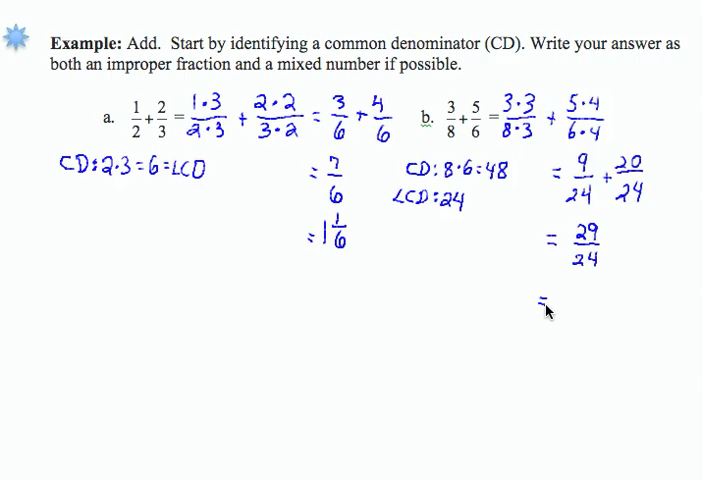 Example: Add. Start by identifying a common denominator (CD). Write your answer as
both an improper fraction and a mixed number if possible.
a. 1/2 + 2/3 = 1·3/2·3 + 2·2/3·2 = 3/6 + 4/6
CD: 2·3 = 6 = LCD
= 7/6
= 1 1/6
b. 3/8 + 5/6 = 3·3/8·3 + 5·4/6·4
CD: 8·6 = 48
LCD: 24
= 9/24 + 20/24
= 29/24
=